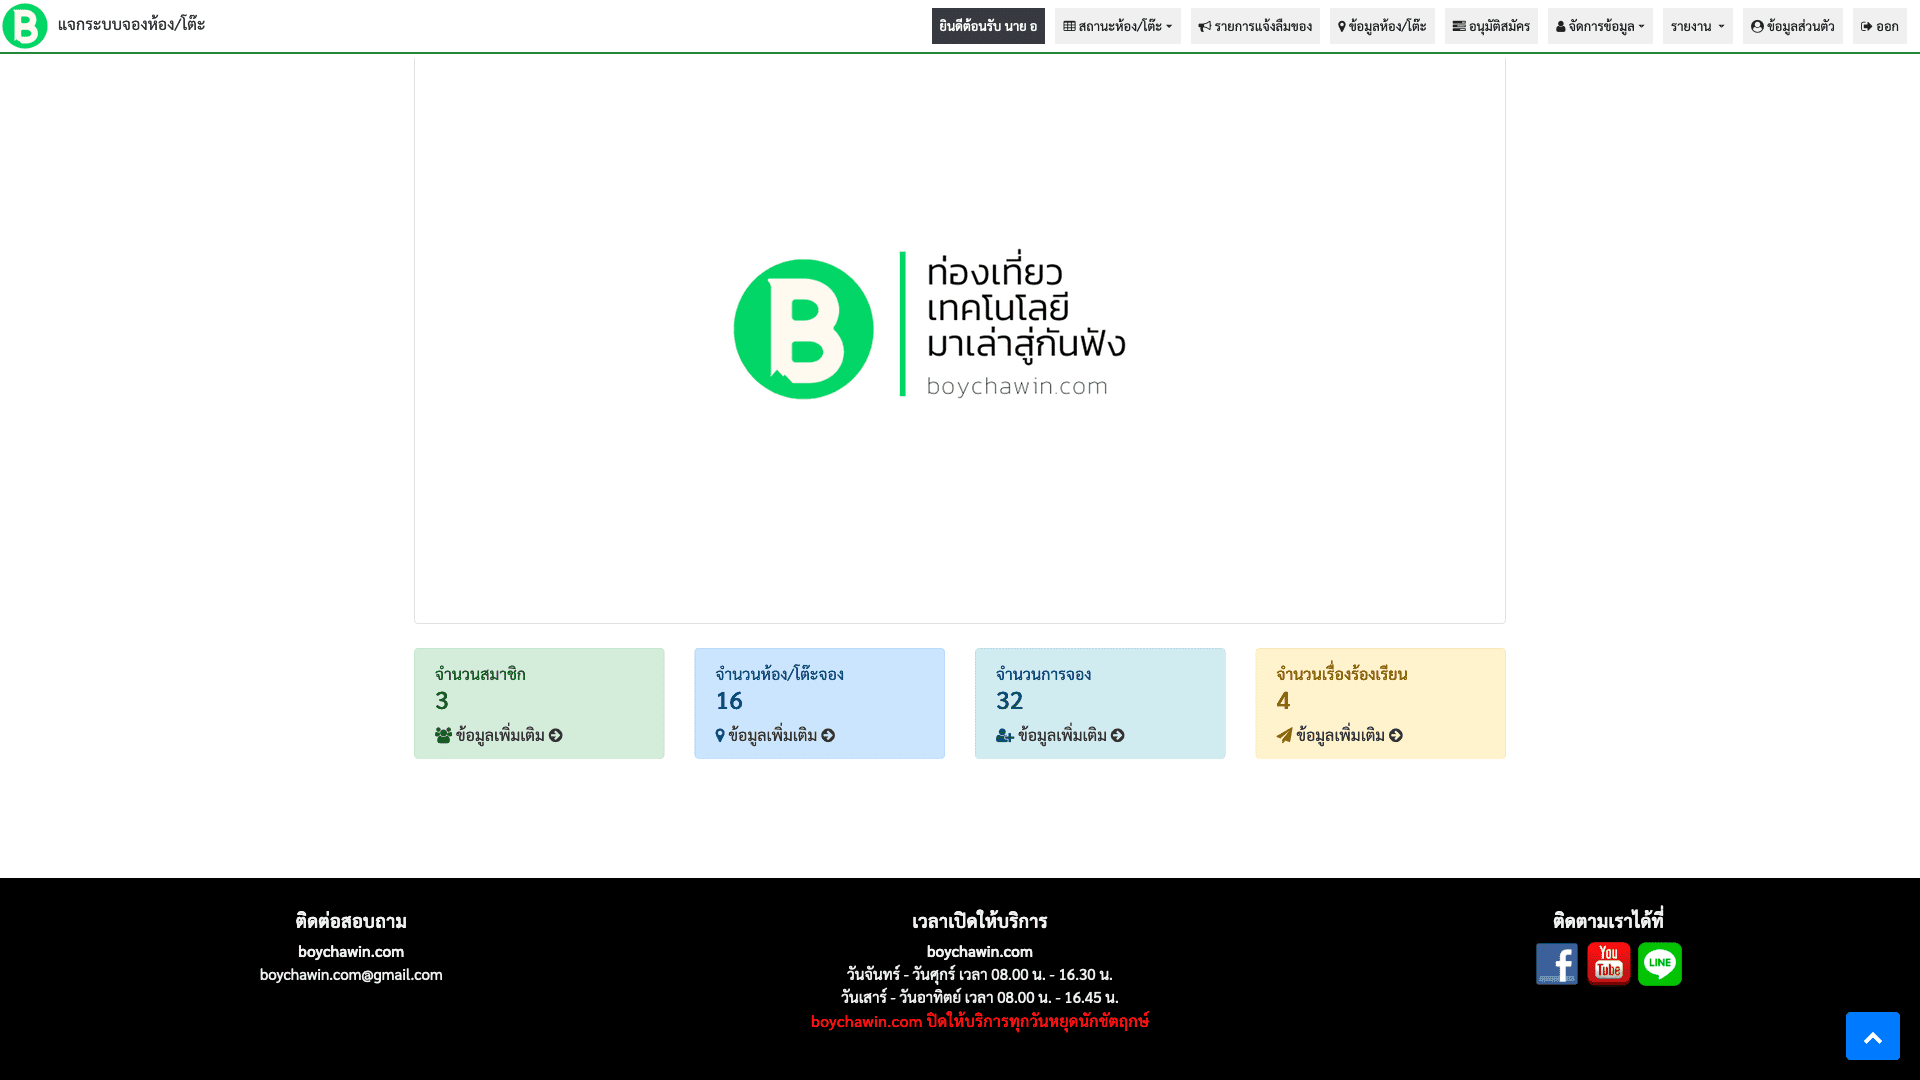 B แจกระบบจองห้อง/โต๊ะ
ยินดีต้อนรับ นาย อ
สถานะห้อง/โต๊ะ
รายการแจ้งลืมของ
ข้อมูลห้อง/โต๊ะ
อนุมัติสมัคร
จัดการข้อมูล
รายงาน
ข้อมูลส่วนตัว
ออก
B
ท่องเที่ยว
เทคโนโลยี
มาเล่าสู่กันฟัง
boychawin.com
จำนวนสมาชิก
3
ข้อมูลเพิ่มเติม
จำนวนห้อง/โต๊ะจอง
16
ข้อมูลเพิ่มเติม
จำนวนการจอง
32
ข้อมูลเพิ่มเติม
จำนวนเรื่องร้องเรียน
4
ข้อมูลเพิ่มเติม
ติดต่อสอบถาม
boychawin.com
boychawin.com@gmail.com
เวลาเปิดให้บริการ
boychawin.com
วันจันทร์ - วันศุกร์ เวลา 08.00 น. - 16.30 น.
วันเสาร์ - วันอาทิตย์ เวลา 08.00 น. - 16.45 น.
boychawin.com ปิดให้บริการทุกวันหยุดนักขัตฤกษ์
ติดตามเราได้ที่
f
You
Tube
LINE